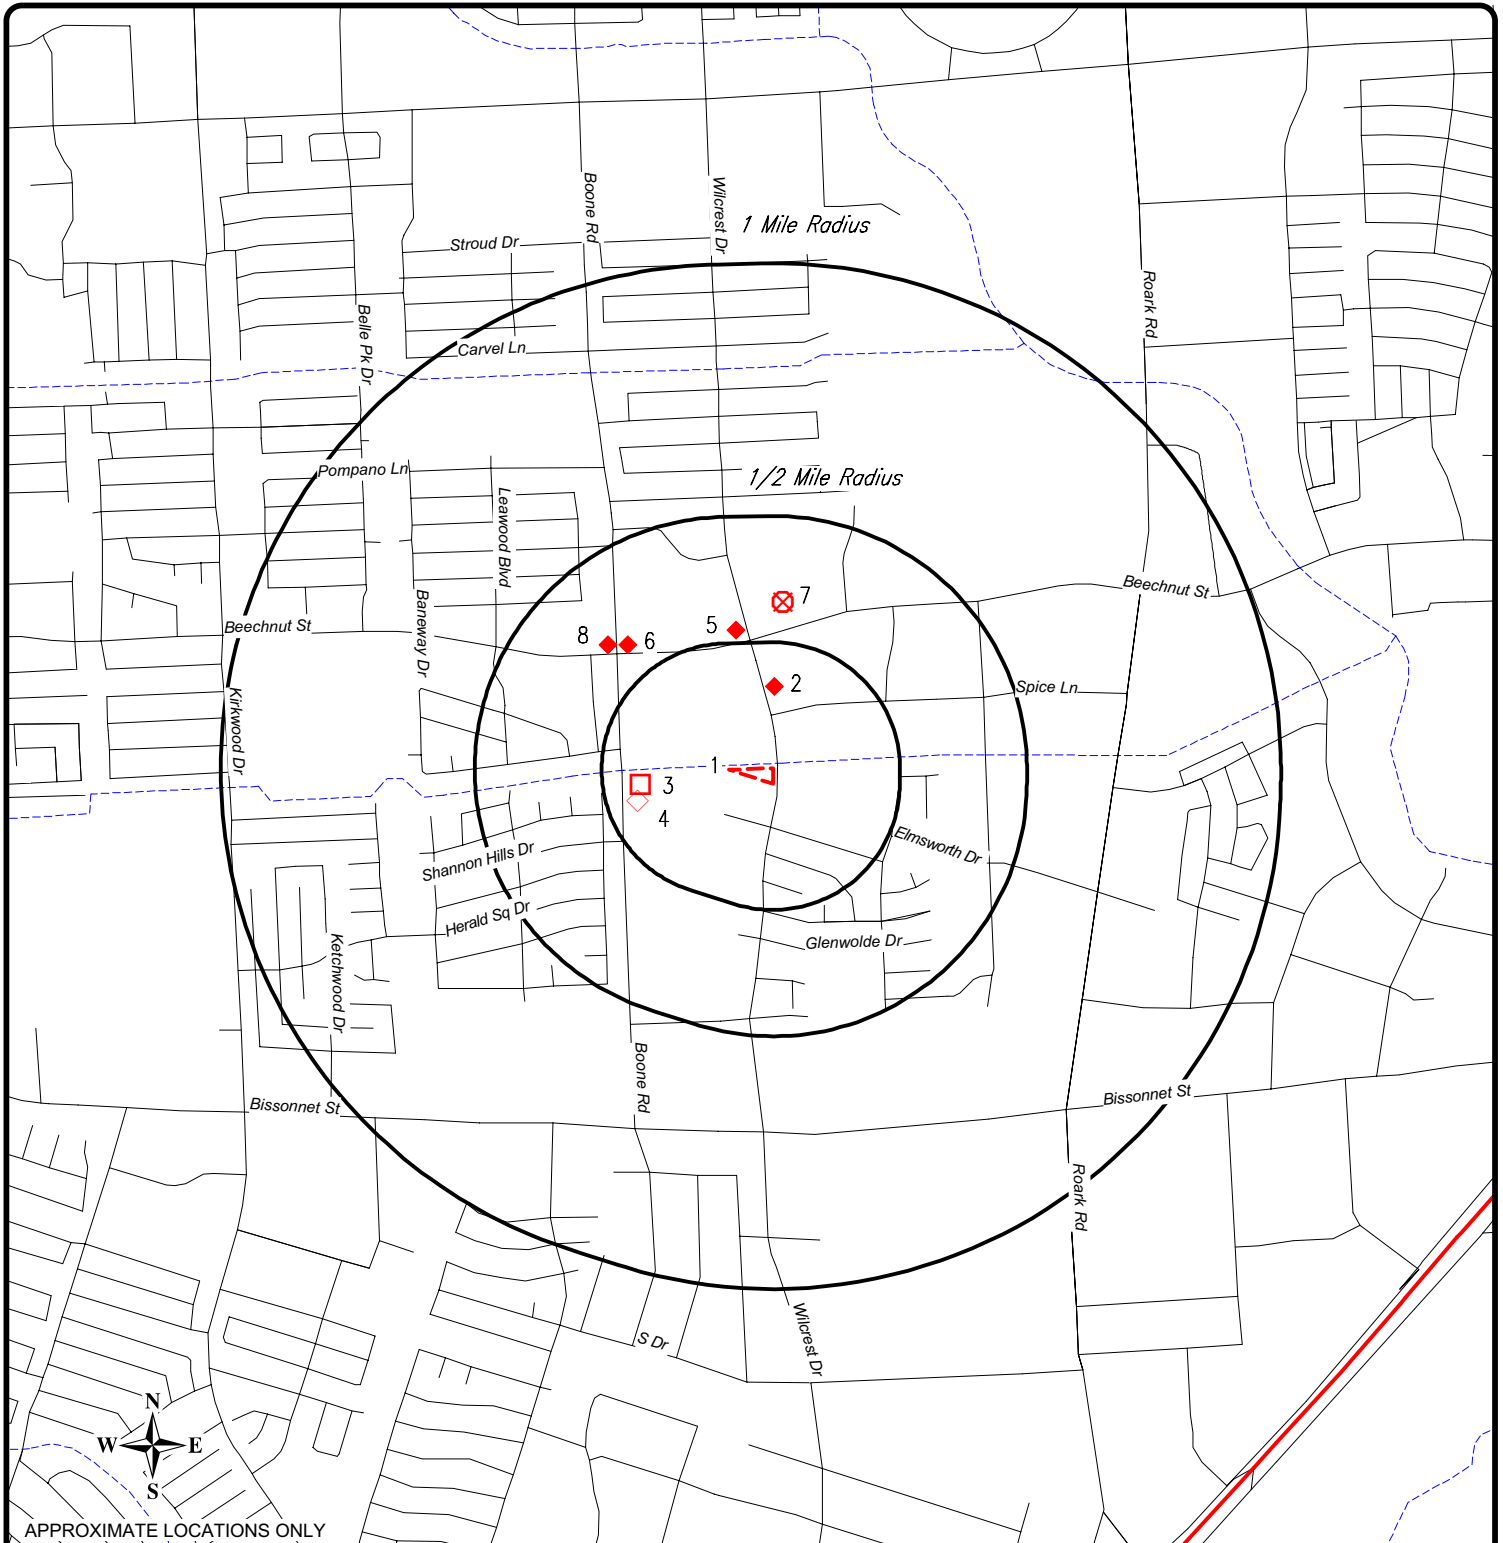 Boone Rd
Wilcrest Dr
1 Mile Radius
Stroud Dr
Roark Rd
Belle Pk Dr
Carvel Ln
Pompano Ln
1/2 Mile Radius
Leawood Blvd
Beechnut St
7
Baneway Dr
Beechnut St
5
8
6
2
Spice Ln
Kirkwood Dr
1
3
4
Elmsworth Dr
Shannon Hills Dr
Herald Sq Dr
Glenwolde Dr
Ketchwood Dr
Boone Rd
Bissonnet St
Bissonnet St
Roark Rd
Wilcrest Dr
S Dr
N
W
E
S
APPROXIMATE LOCATIONS ONLY